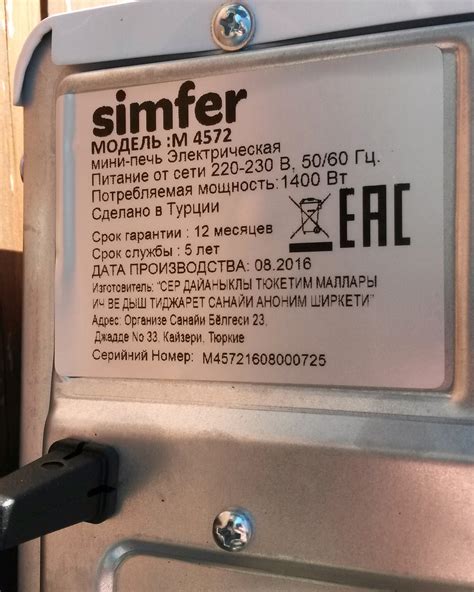 simfer
МОДЕЛЬ :М 4572
мини-печь Электрическая
Питание от сети 220-230 В, 50/60 Гц.
Потребляемая мощность:1400 Вт
Сделано в Турции
Срок гарантии : 12 месяцев
Срок службы : 5 лет
EAC
ДАТА ПРОИЗВОДСТВА: 08.2016
Изготовитель: “СЕР ДАЙАНЫКЛЫ ТЮКЕТИМ МАЛЛАРЫ
ИЧ ВЕ ДЫШ ТИДЖАРЕТ САНАЙИ АНОНИМ ШИРКЕТИ”
Адрес: Организе Санайи Бёлгеси 23.
Джадде No 33. Кайзери, Тюркие
Серийний Номер: M45721608000725